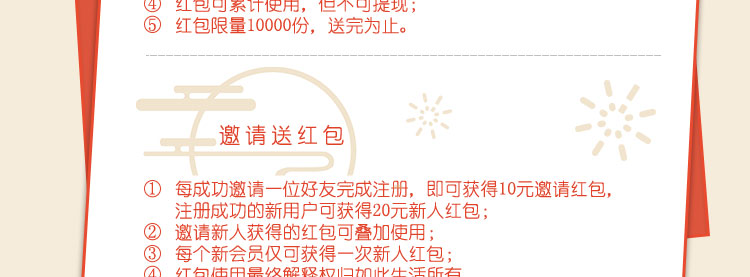 ④ 红包可累计使用，但不可提现；
⑤ 红包限量10000份，送完为止。
邀请送红包
① 每成功邀请一位好友完成注册，即可获得10元邀请红包，
注册成功的新用户可获得20元新人红包；
② 邀请新人获得的红包可叠加使用；
③ 每个新会员仅可获得一次新人红包；
④ 红包使用最终解释权归如此生活所有